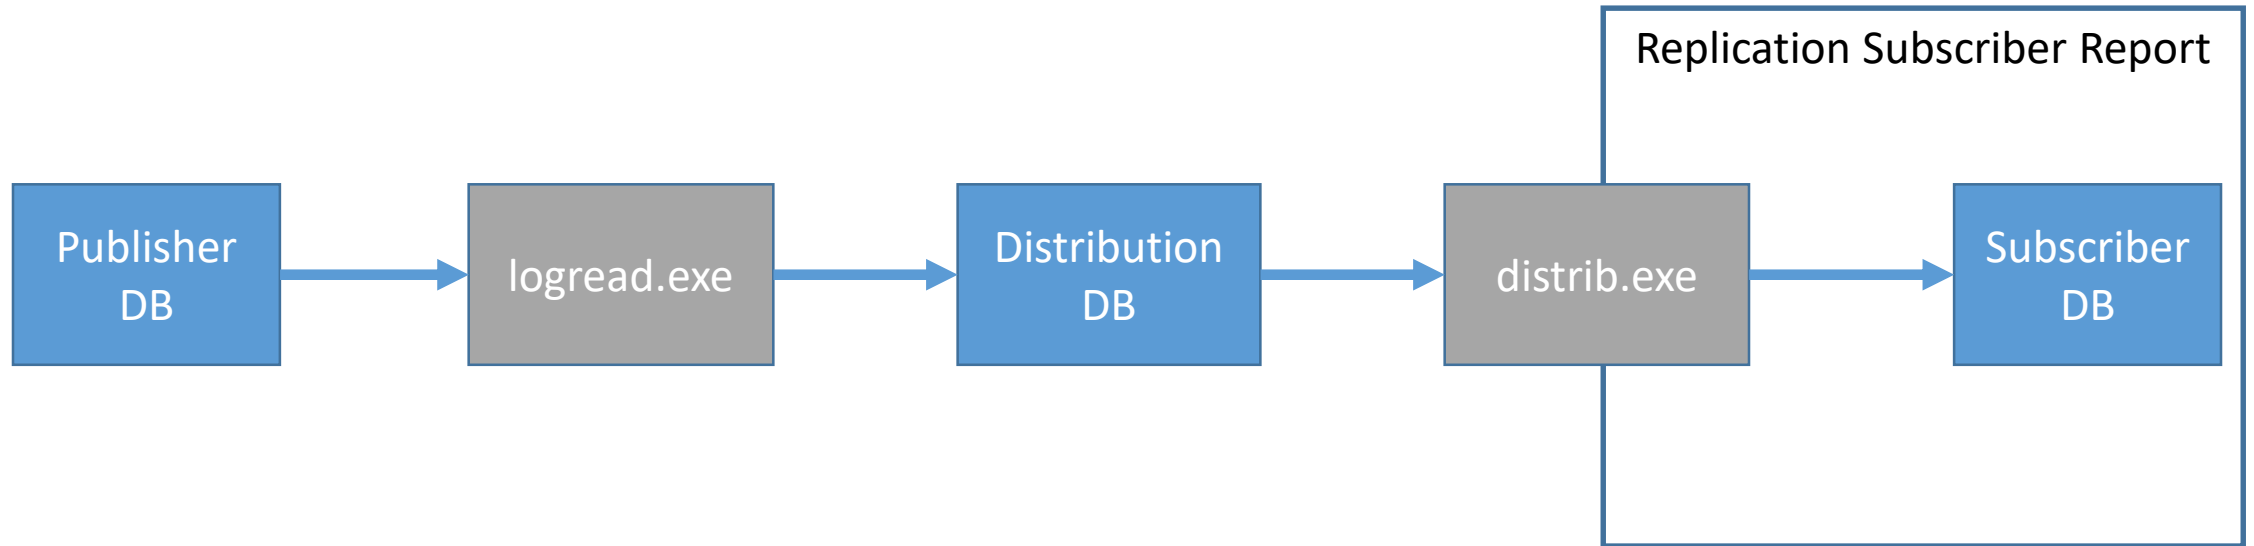 Replication Subscriber Report
Publisher
DB
logread.exe
Distribution
DB
distrib.exe
Subscriber
DB